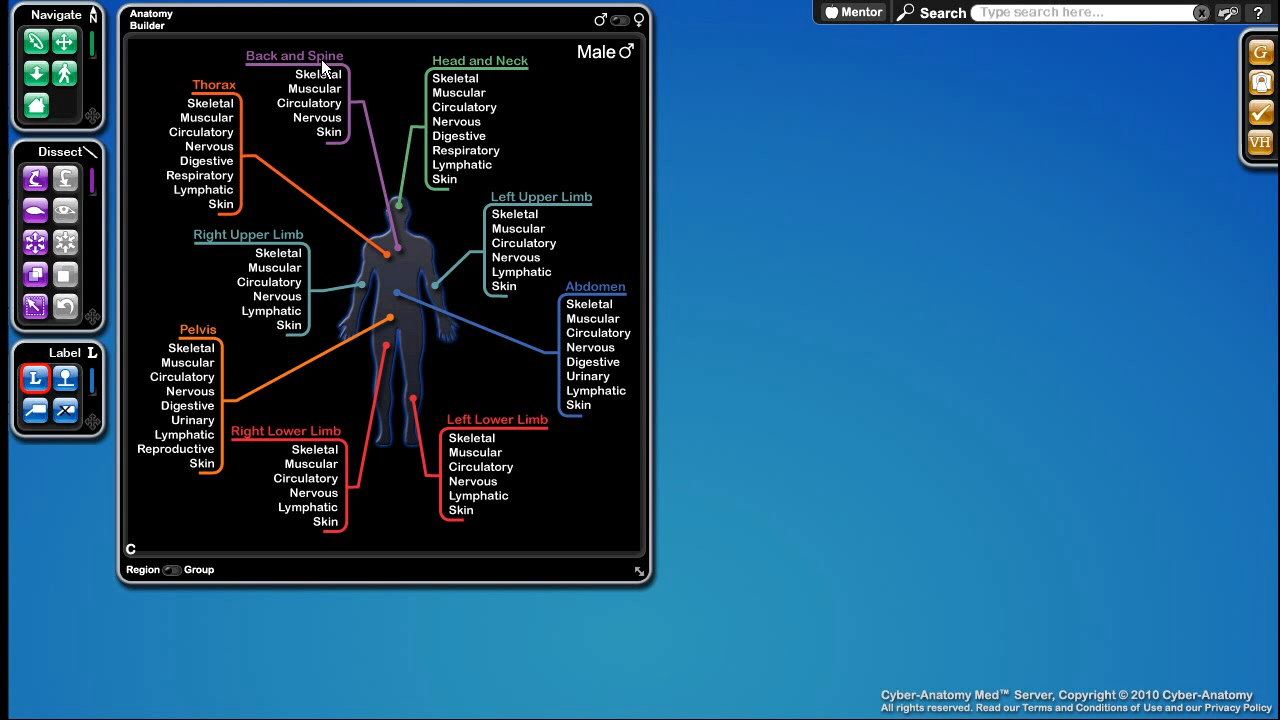 Navigate N
Dissect
Label L
L
Anatomy
Builder
Male
Back and Spine
Skeletal
Muscular
Circulatory
Nervous
Skin
Head and Neck
Skeletal
Muscular
Circulatory
Nervous
Digestive
Respiratory
Lymphatic
Skin
Thorax
Skeletal
Muscular
Circulatory
Nervous
Digestive
Respiratory
Lymphatic
Skin
Left Upper Limb
Skeletal
Muscular
Circulatory
Nervous
Lymphatic
Skin
Right Upper Limb
Skeletal
Muscular
Circulatory
Nervous
Lymphatic
Skin
Abdomen
Skeletal
Muscular
Circulatory
Nervous
Digestive
Urinary
Lymphatic
Skin
Pelvis
Skeletal
Muscular
Circulatory
Nervous
Digestive
Urinary
Lymphatic
Reproductive
Skin
Right Lower Limb
Skeletal
Muscular
Circulatory
Nervous
Lymphatic
Skin
Left Lower Limb
Skeletal
Muscular
Circulatory
Nervous
Lymphatic
Skin
C
Region Group
Mentor Search Type search here... x ?
G
VH
Cyber-Anatomy Med™ Server, Copyright © 2010 Cyber-Anatomy
All rights reserved. Read our Terms and Conditions of Use and our Privacy Policy